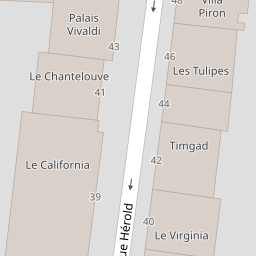 48
Villa
Piron
Palais
Vivaldi
43
46
Les Tulipes
Le Chantelouve
41
44
Timgad
42
Le California
39
40
Hérold
Le Virginia